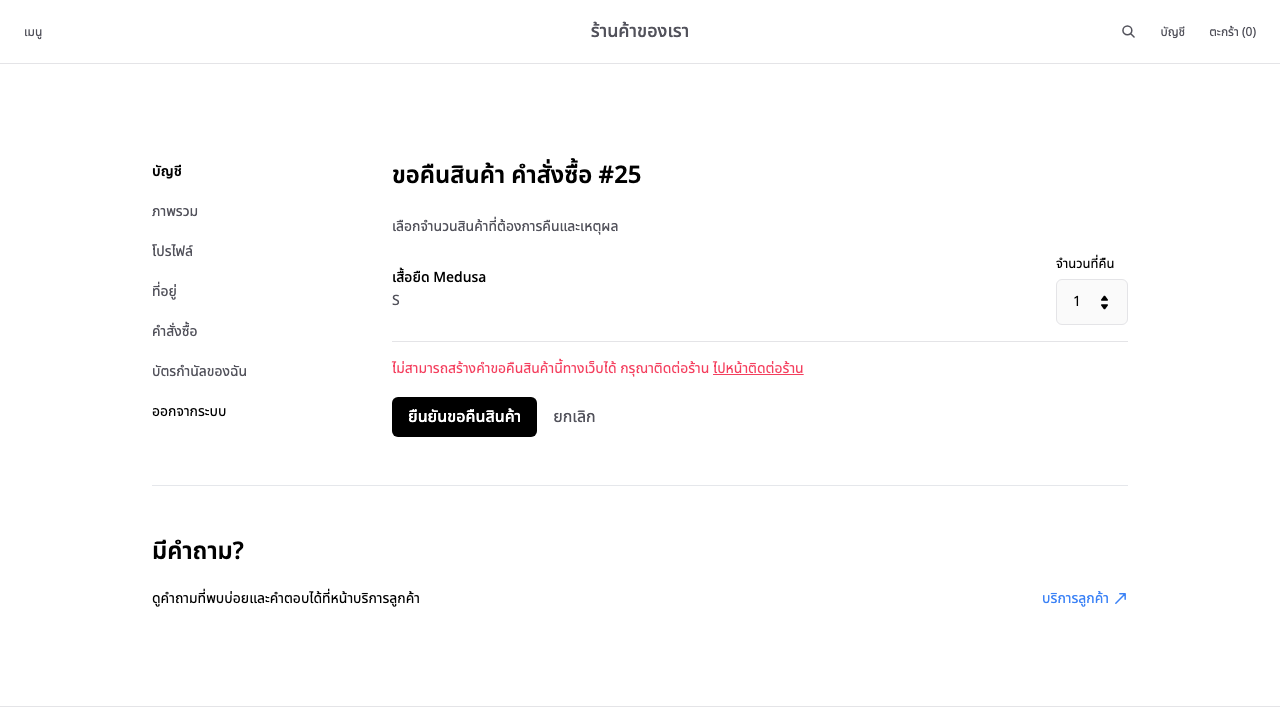 เมนู
ร้านค้าของเรา
บัญชี
ตะกร้า (0)
บัญชี
ภาพรวม
โปรไฟล์
ที่อยู่
คำสั่งซื้อ
บัตรกำนัลของฉัน
ออกจากระบบ
ขอคืนสินค้า คำสั่งซื้อ #25
เลือกจำนวนสินค้าที่ต้องการคืนและเหตุผล
เสื้อยืด Medusa
S
จำนวนที่คืน
1
ไม่สามารถสร้างคำขอคืนสินค้านี้ทางเว็บได้ กรุณาติดต่อร้าน ไปหน้าติดต่อร้าน
ยืนยันขอคืนสินค้า
ยกเลิก
มีคำถาม?
ดูคำถามที่พบบ่อยและคำตอบได้ที่หน้าบริการลูกค้า
บริการลูกค้า